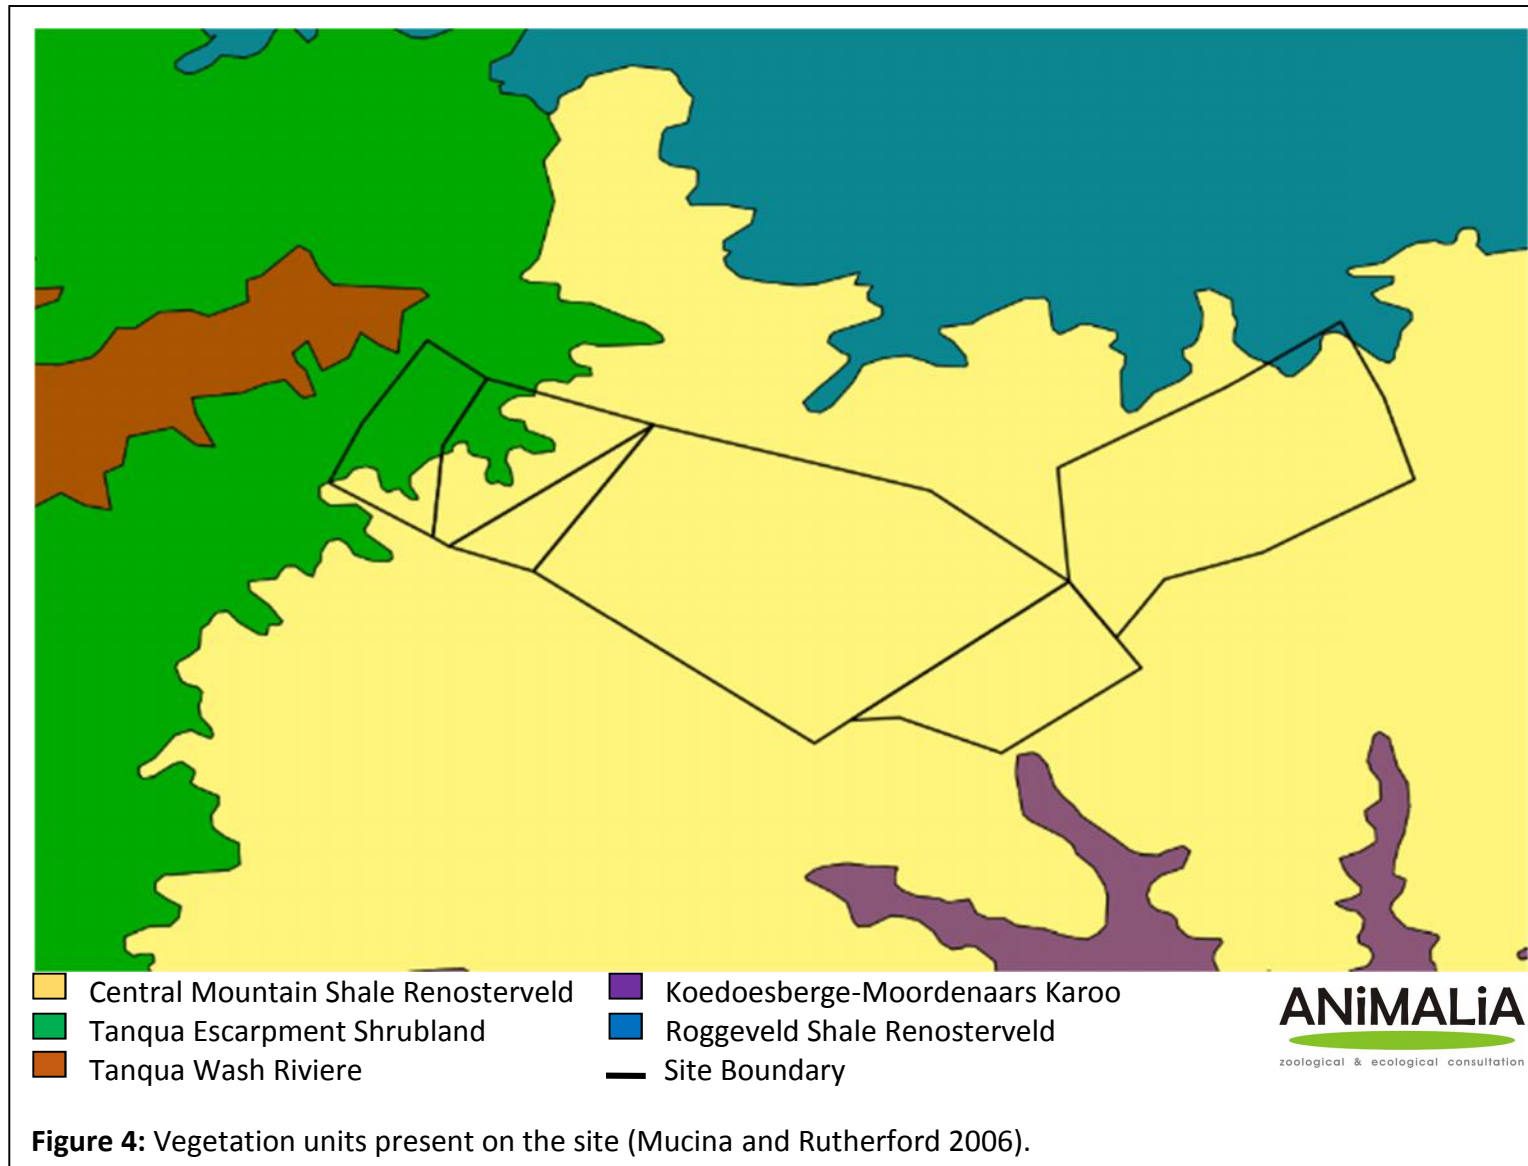 Central Mountain Shale Renosterveld
Koedoesberge-Moordenaars Karoo
Tanqua Escarpment Shrubland
Roggeveld Shale Renosterveld
Tanqua Wash Riviere
Site Boundary
ANiMALiA
zoological & ecological consultation
Figure 4: Vegetation units present on the site (Mucina and Rutherford 2006).